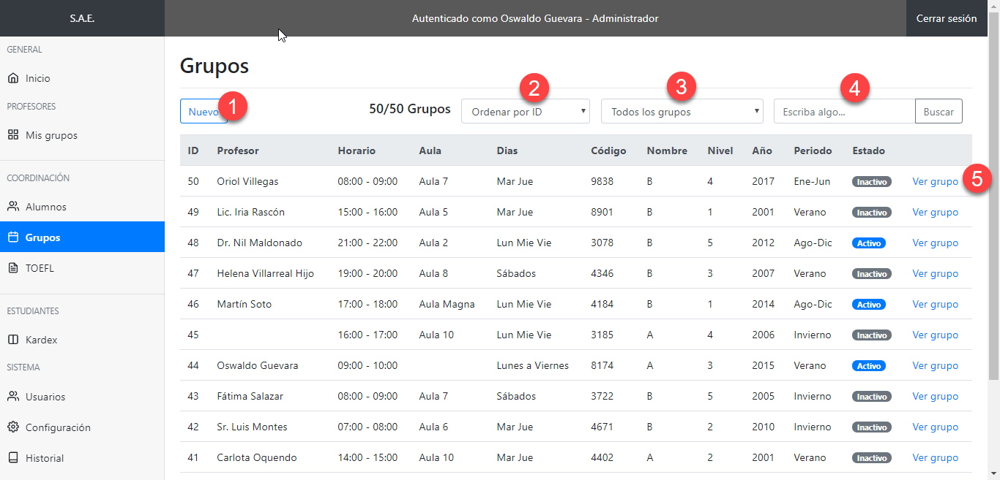 S.A.E.
Autenticado como Oswaldo Guevara - Administrador
Cerrar sesión
GENERAL
Inicio
PROFESORES
Mis grupos
COORDINACIÓN
Alumnos
Grupos
TOEFL
ESTUDIANTES
Kardex
SISTEMA
Usuarios
Configuración
Historial
Grupos
Nuevo 1
50/50 Grupos
Ordenar por ID 2
Todos los grupos 3
Escriba algo... Buscar 4
ID Profesor Horario Aula Dias Código Nombre Nivel Año Periodo Estado
50 Oriol Villegas 08:00 - 09:00 Aula 7 Mar Jue 9838 B 4 2017 Ene-Jun Inactivo Ver grupo 5
49 Lic. Iria Rascón 15:00 - 16:00 Aula 5 Mar Jue 8901 B 1 2001 Verano Inactivo Ver grupo
48 Dr. Nil Maldonado 21:00 - 22:00 Aula 2 Lun Mie Vie 3078 B 5 2012 Ago-Dic Activo Ver grupo
47 Helena Villarreal Hijo 19:00 - 20:00 Aula 8 Sábados 4346 B 3 2007 Verano Inactivo Ver grupo
46 Martín Soto 17:00 - 18:00 Aula Magna Lun Mie Vie 4184 B 1 2014 Ago-Dic Activo Ver grupo
45 16:00 - 17:00 Aula 10 Lun Mie Vie 3185 A 4 2006 Invierno Inactivo Ver grupo
44 Oswaldo Guevara 09:00 - 10:00 Lunes a Viernes 8174 A 3 2015 Verano Activo Ver grupo
43 Fátima Salazar 08:00 - 09:00 Aula 7 Sábados 3722 B 5 2005 Invierno Inactivo Ver grupo
42 Sr. Luis Montes 07:00 - 08:00 Aula 6 Mar Jue 4671 B 2 2010 Invierno Inactivo Ver grupo
41 Carlota Oquendo 14:00 - 15:00 Aula 10 Mar Jue 4402 A 2 2001 Verano Inactivo Ver grupo